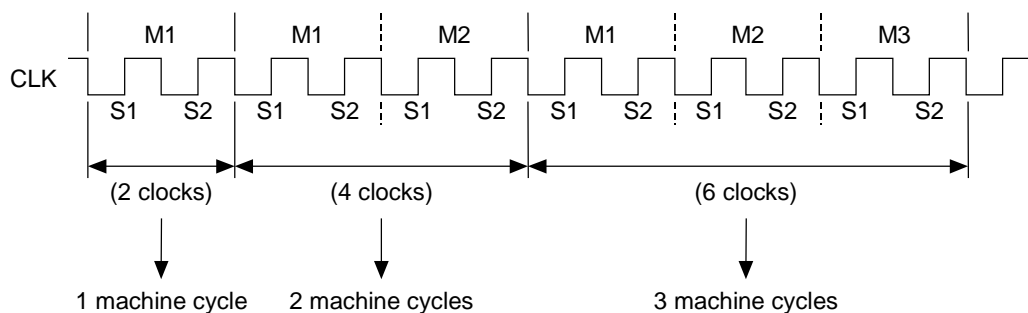 M1 M1 M2 M1 M2 M3
CLK
S1 S2 S1 S2 S1 S2 S1 S2 S1 S2 S1 S2
(2 clocks) (4 clocks) (6 clocks)
1 machine cycle 2 machine cycles 3 machine cycles